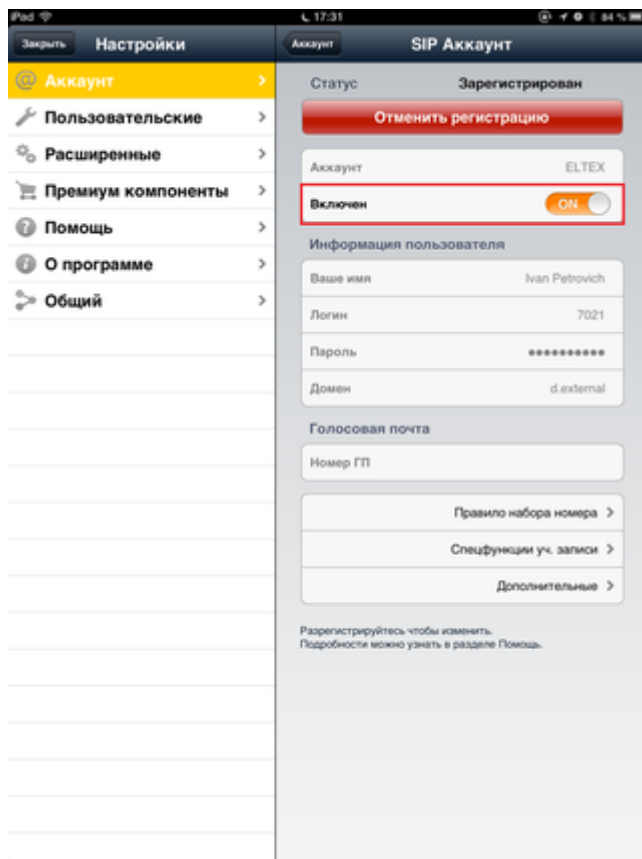 iPad 17:31 84 %
Закрыть Настройки
Аккаунт SIP Аккаунт
Аккаунт
Пользовательские
Расширенные
Премиум компоненты
Помощь
О программе
Общий
Статус Зарегистрирован
Отменить регистрацию
Аккаунт ELTEX
Включен ON
Информация пользователя
Ваше имя Ivan Petrovich
Логин 7021
Пароль ••••••••••
Домен d.external
Голосовая почта
Номер ГП
Правило набора номера
Спецфункции уч. записи
Дополнительные
Разрегистрируйтесь чтобы изменить.
Подробности можно узнать в разделе Помощь.